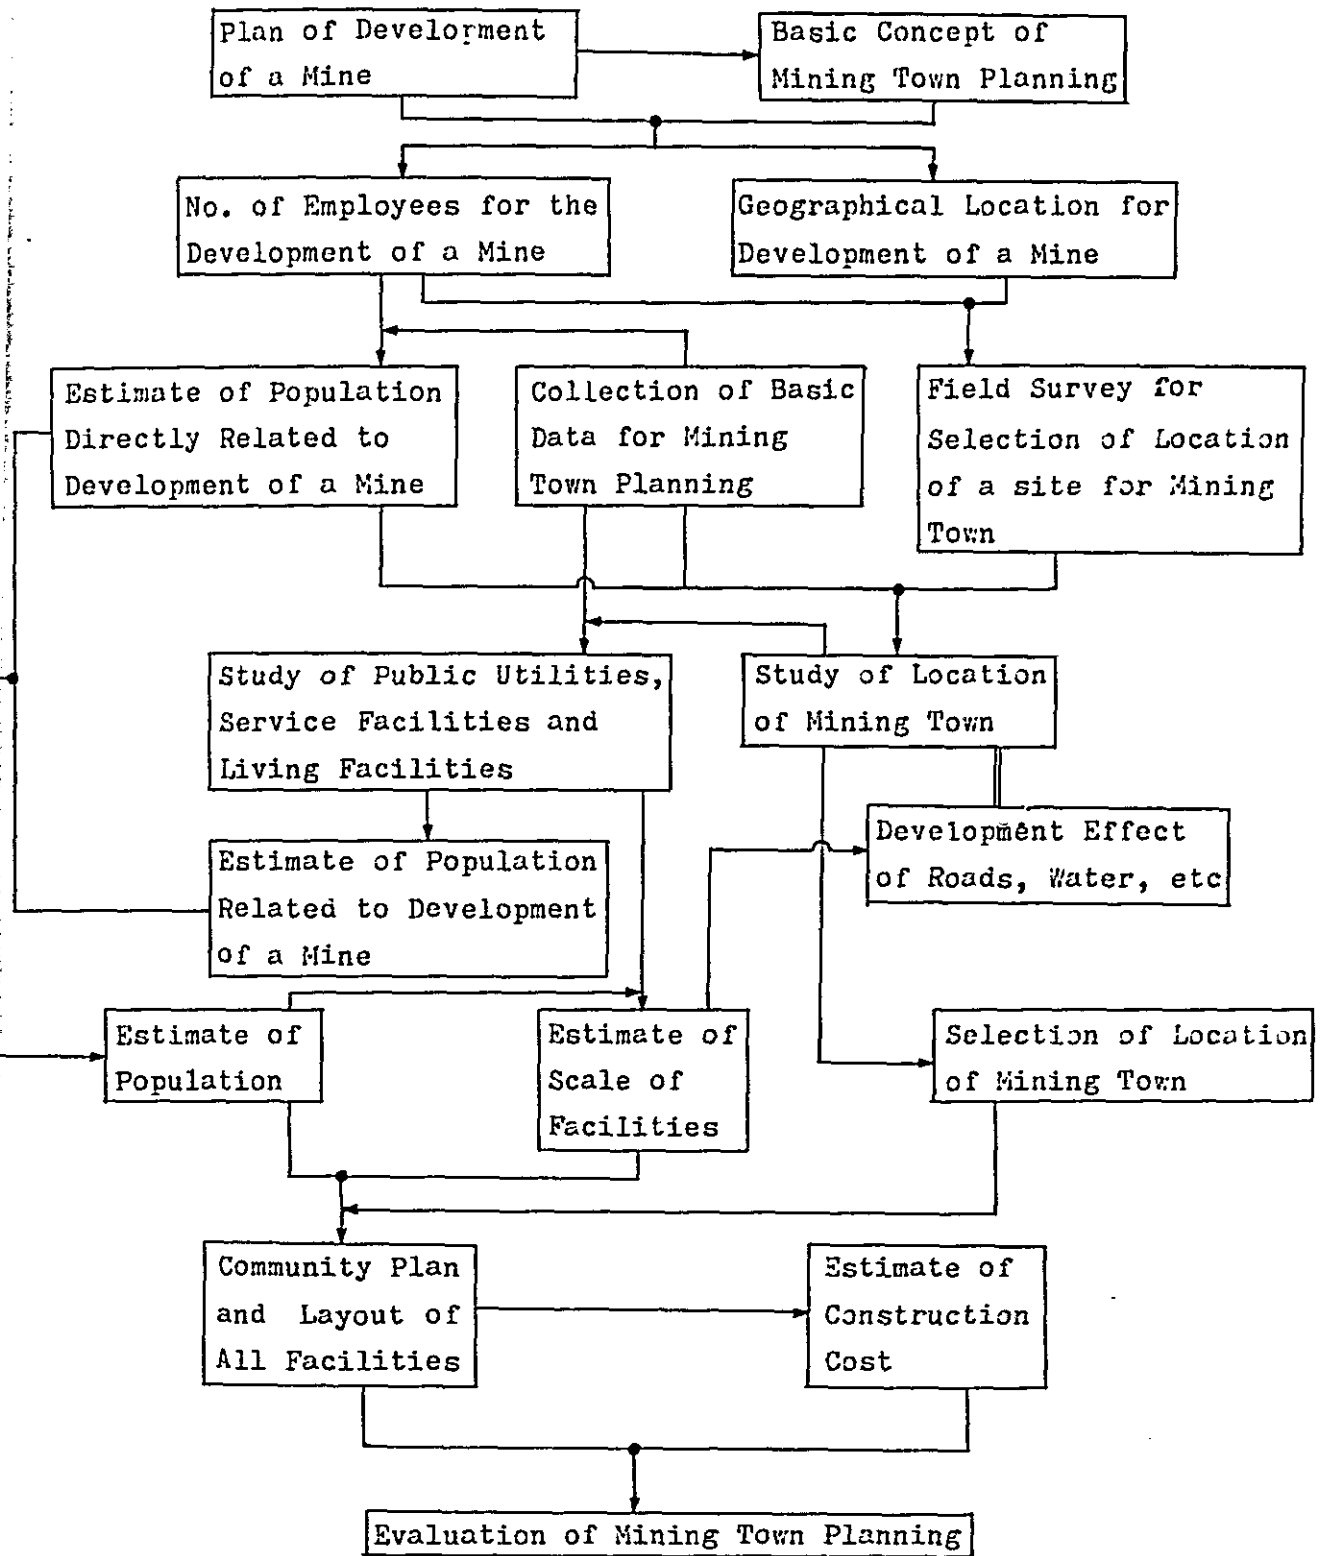 Plan of Develorment
of a Mine
Basic Concept of
Mining Town Planning
No. of Employees for the
Development of a Mine
Geographical Location for
Development of a Mine
Estimate of Population
Directly Related to
Development of a Mine
Collection of Basic
Data for Mining
Town Planning
Field Survey for
Selection of Location
of a site for Mining
Town
Study of Public Utilities,
Service Facilities and
Living Facilities
Study of Location
of Mining Town
Development Effect
of Roads, Water, etc
Estimate of Population
Related to Development
of a Mine
Estimate of
Population
Estimate of
Scale of
Facilities
Selection of Location
of Mining Town
Community Plan
and Layout of
All Facilities
Estimate of
Construction
Cost
Evaluation of Mining Town Planning